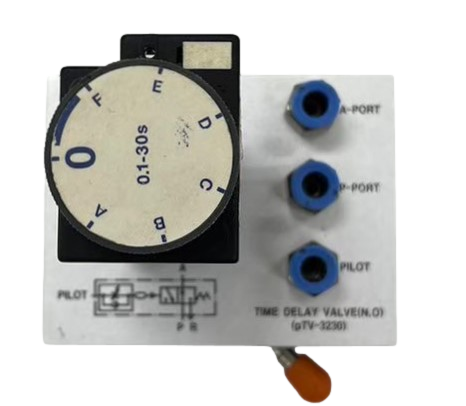 F
E
D
C
B
A
0
0.1-30s
A-PORT
P-PORT
PILOT
A
PILOT
P R
TIME DELAY VALVE(N.O)
(pTV-3230)